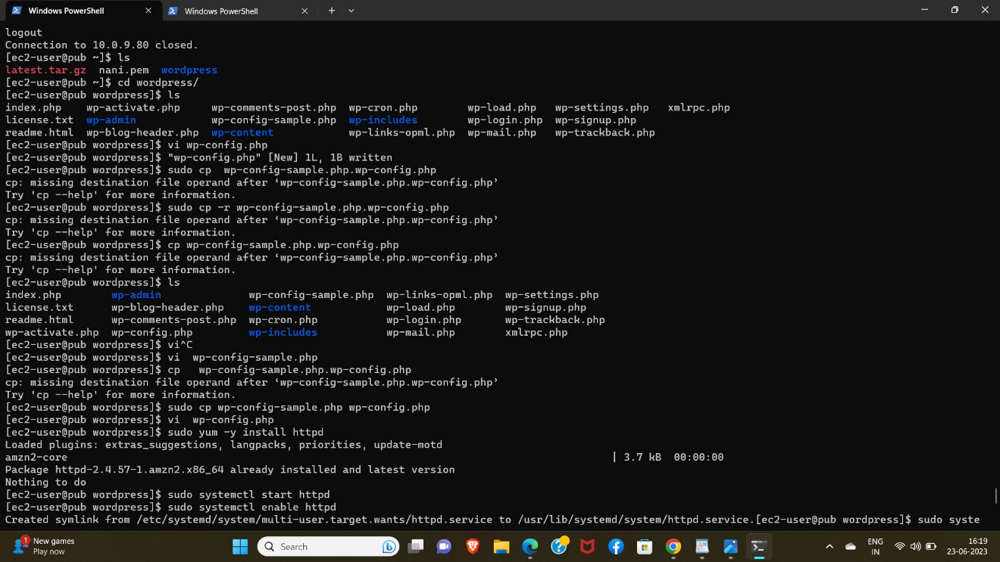 Windows PowerShell
Windows PowerShell
logout
Connection to 10.0.9.80 closed.
[ec2-user@pub ~]$ ls
latest.tar.gz  nani.pem  wordpress
[ec2-user@pub ~]$ cd wordpress/
[ec2-user@pub wordpress]$ ls
index.php    wp-activate.php     wp-comments-post.php  wp-cron.php        wp-load.php   wp-settings.php   xmlrpc.php
license.txt  wp-admin            wp-config-sample.php  wp-includes        wp-login.php  wp-signup.php
readme.html  wp-blog-header.php  wp-content            wp-links-opml.php  wp-mail.php   wp-trackback.php
[ec2-user@pub wordpress]$ vi wp-config.php
[ec2-user@pub wordpress]$ "wp-config.php" [New] 1L, 1B written
[ec2-user@pub wordpress]$ sudo cp  wp-config-sample.php.wp-config.php
cp: missing destination file operand after ‘wp-config-sample.php.wp-config.php’
Try 'cp --help' for more information.
[ec2-user@pub wordpress]$ sudo cp -r wp-config-sample.php.wp-config.php
cp: missing destination file operand after ‘wp-config-sample.php.wp-config.php’
Try 'cp --help' for more information.
[ec2-user@pub wordpress]$ cp wp-config-sample.php.wp-config.php
cp: missing destination file operand after ‘wp-config-sample.php.wp-config.php’
Try 'cp --help' for more information.
[ec2-user@pub wordpress]$ ls
index.php        wp-admin              wp-config-sample.php  wp-links-opml.php  wp-settings.php
license.txt      wp-blog-header.php    wp-content            wp-load.php        wp-signup.php
readme.html      wp-comments-post.php  wp-cron.php           wp-login.php       wp-trackback.php
wp-activate.php  wp-config.php         wp-includes           wp-mail.php        xmlrpc.php
[ec2-user@pub wordpress]$ vi^C
[ec2-user@pub wordpress]$ vi  wp-config-sample.php
[ec2-user@pub wordpress]$ cp   wp-config-sample.php.wp-config.php
cp: missing destination file operand after ‘wp-config-sample.php.wp-config.php’
Try 'cp --help' for more information.
[ec2-user@pub wordpress]$ sudo cp wp-config-sample.php wp-config.php
[ec2-user@pub wordpress]$ vi  wp-config.php
[ec2-user@pub wordpress]$ sudo yum -y install httpd
Loaded plugins: extras_suggestions, langpacks, priorities, update-motd
amzn2-core | 3.7 kB  00:00:00
Package httpd-2.4.57-1.amzn2.x86_64 already installed and latest version
Nothing to do
[ec2-user@pub wordpress]$ sudo systemctl start httpd
[ec2-user@pub wordpress]$ sudo systemctl enable httpd
Created symlink from /etc/systemd/system/multi-user.target.wants/httpd.service to /usr/lib/systemd/system/httpd.service.[ec2-user@pub wordpress]$ sudo syste
1
New games
Play now
Search
ENG
IN
16:19
23-06-2023